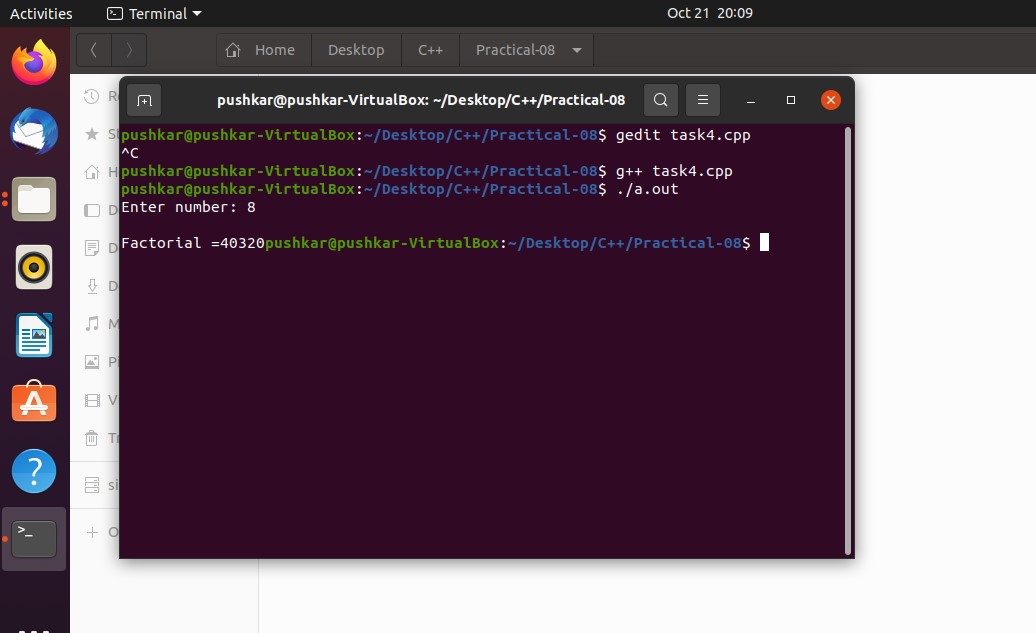 Activities Terminal Oct 21 20:09
Home Desktop C++ Practical-08
pushkar@pushkar-VirtualBox: ~/Desktop/C++/Practical-08
pushkar@pushkar-VirtualBox:~/Desktop/C++/Practical-08$ gedit task4.cpp
^C
pushkar@pushkar-VirtualBox:~/Desktop/C++/Practical-08$ g++ task4.cpp
pushkar@pushkar-VirtualBox:~/Desktop/C++/Practical-08$ ./a.out
Enter number: 8
Factorial =40320pushkar@pushkar-VirtualBox:~/Desktop/C++/Practical-08$